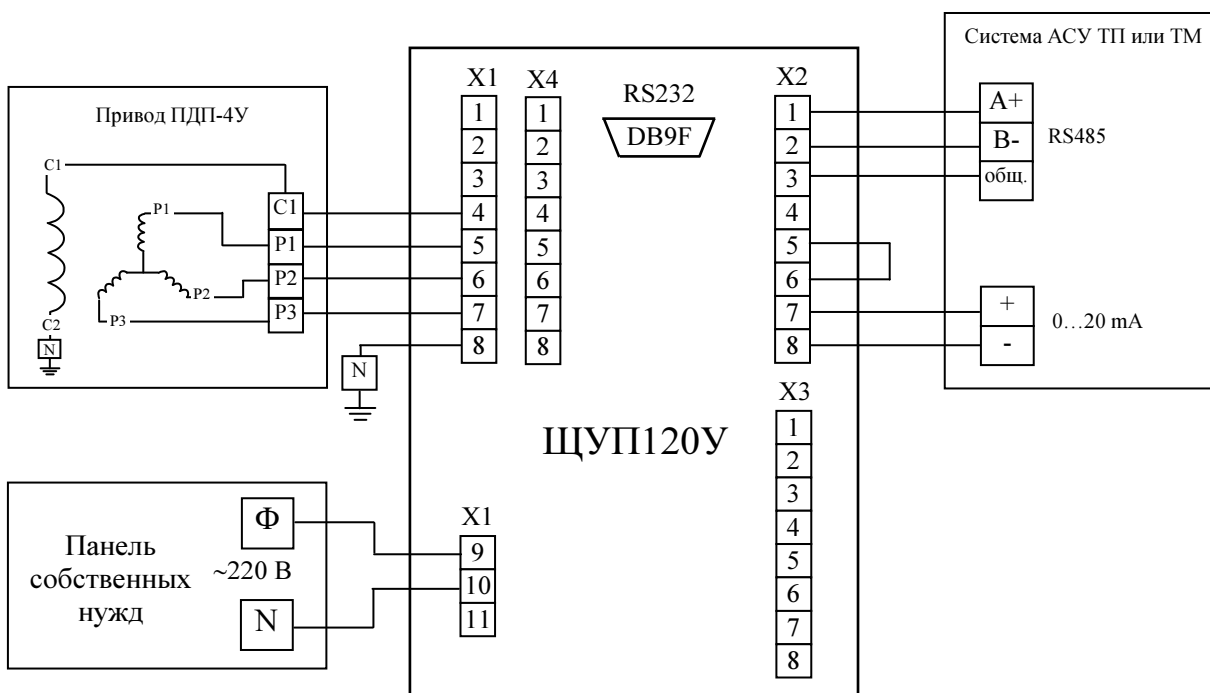 Привод ПДП-4У
C1
P1
P2
P3
C2
N
C1
P1
P2
P3
N
Панель
собственных
нужд
Ф
~220 В
N
X1
1
2
3
4
5
6
7
8
X4
1
2
3
4
5
6
7
8
RS232
DB9F
X2
1
2
3
4
5
6
7
8
ЩУП120У
X1
9
10
11
X3
1
2
3
4
5
6
7
8
Система АСУ ТП или ТМ
A+
B-
общ.
RS485
+
-
0…20 mA